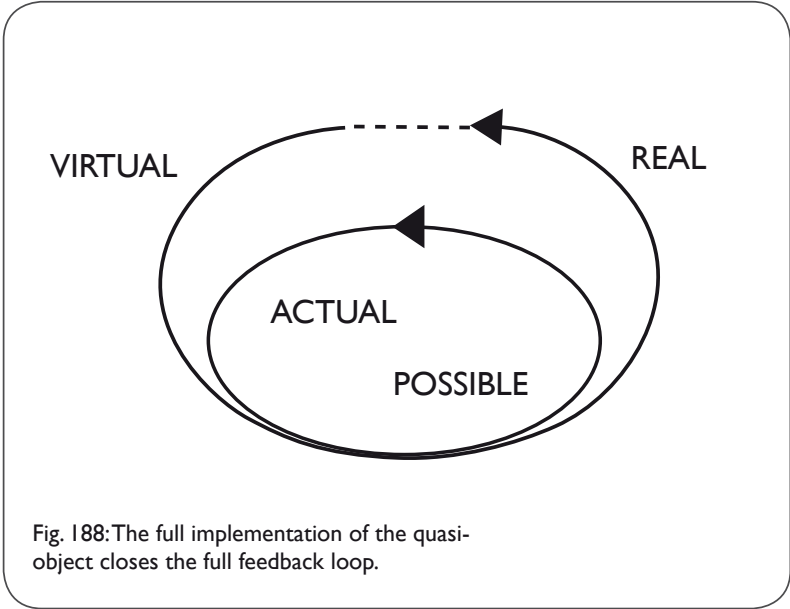 VIRTUAL
REAL
ACTUAL
POSSIBLE
Fig. 188: The full implementation of the quasi-
object closes the full feedback loop.